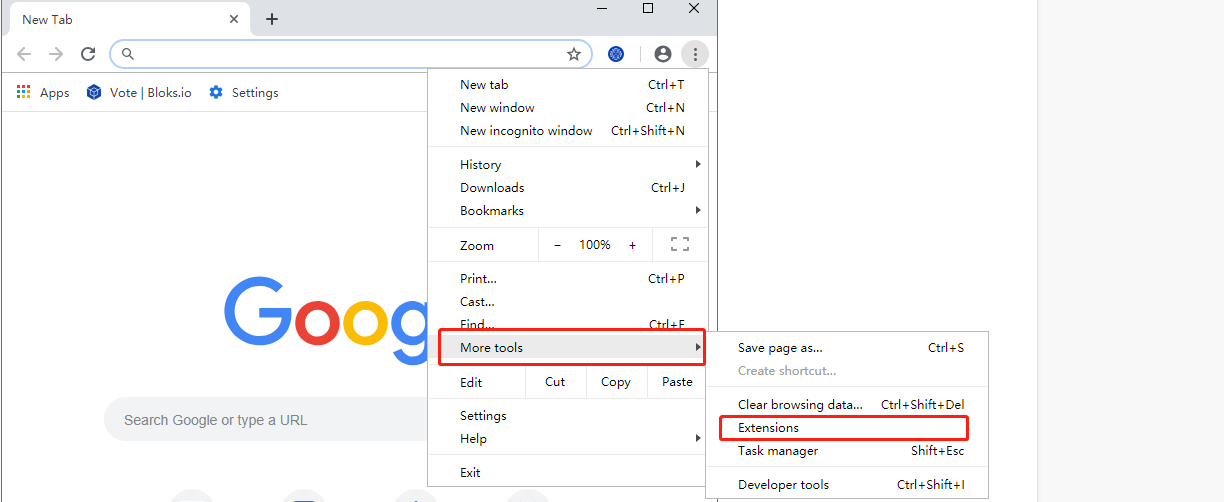 New Tab
Apps Vote | Bloks.io Settings
New tab Ctrl+T
New window Ctrl+N
New incognito window Ctrl+Shift+N
History
Downloads Ctrl+J
Bookmarks
Zoom - 100% +
Print... Ctrl+P
Cast...
Find... Ctrl+F
Goog
More tools
Save page as... Ctrl+S
Create shortcut...
Edit Cut Copy Paste
Clear browsing data... Ctrl+Shift+Del
Search Google or type a URL
Settings
Extensions
Help
Task manager Shift+Esc
Exit
Developer tools Ctrl+Shift+I